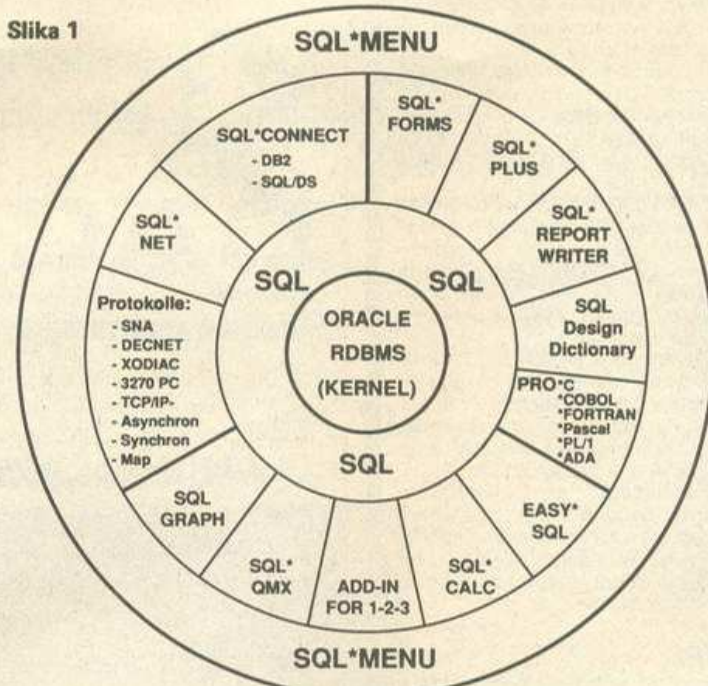 Slika 1
SQL*MENU
SQL*CONNECT
- DB2
- SQL/DS
SQL*
FORMS
SQL*
PLUS
SQL*
REPORT
WRITER
SQL
Design
Dictionary
PRO*C
*COBOL
*FORTRAN
*Pascal
*PL/1
*ADA
EASY*
SQL
SQL*
CALC
ADD-IN
FOR 1-2-3
SQL*
QMX
SQL
GRAPH
Protokolle:
- SNA
- DECNET
- XODIAC
- 3270 PC
- TCP/IP-
- Asynchron
- Synchron
- Map
SQL*
NET
SQL
SQL
ORACLE
RDBMS
(KERNEL)
SQL
SQL*MENU